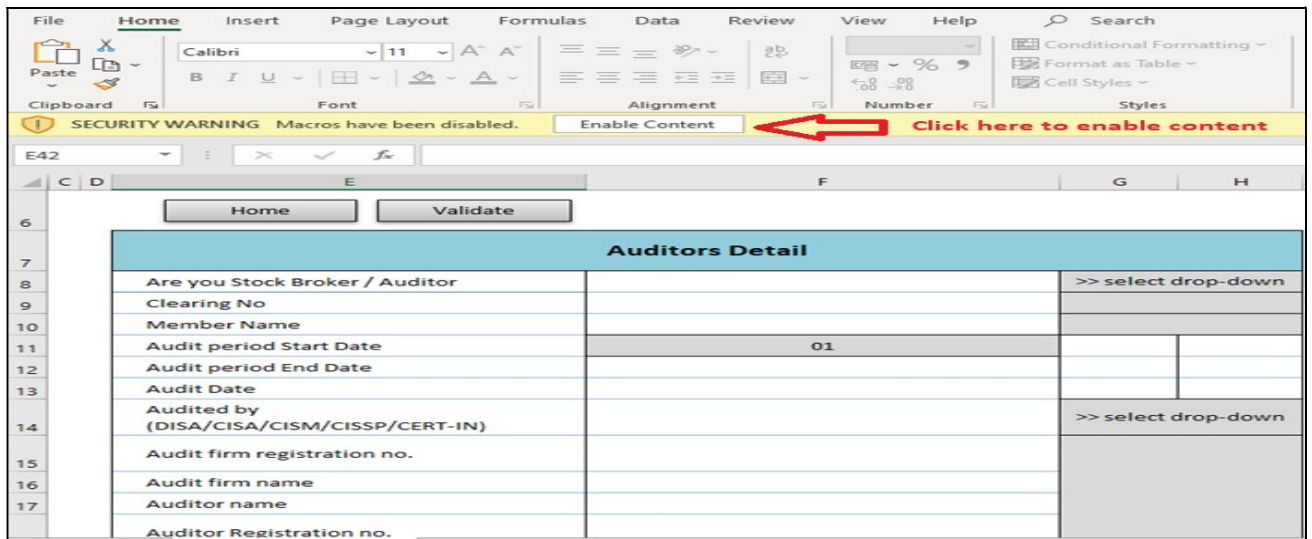 File Home Insert Page Layout Formulas Data Review View Help Search
Calibri 11 A^ A˅
Paste B I U A % 9
Conditional Formatting
Format as Table
Cell Styles
Clipboard Font Alignment Number Styles
SECURITY WARNING Macros have been disabled. Enable Content Click here to enable content
E42 fx
C D E F G H
Home Validate
6
7 Auditors Detail
8 Are you Stock Broker / Auditor >> select drop-down
9 Clearing No
10 Member Name
11 Audit period Start Date 01
12 Audit period End Date
13 Audit Date
Audited by
14 (DISA/CISA/CISM/CISSP/CERT-IN) >> select drop-down
15 Audit firm registration no.
16 Audit firm name
17 Auditor name
Auditor Registration no.